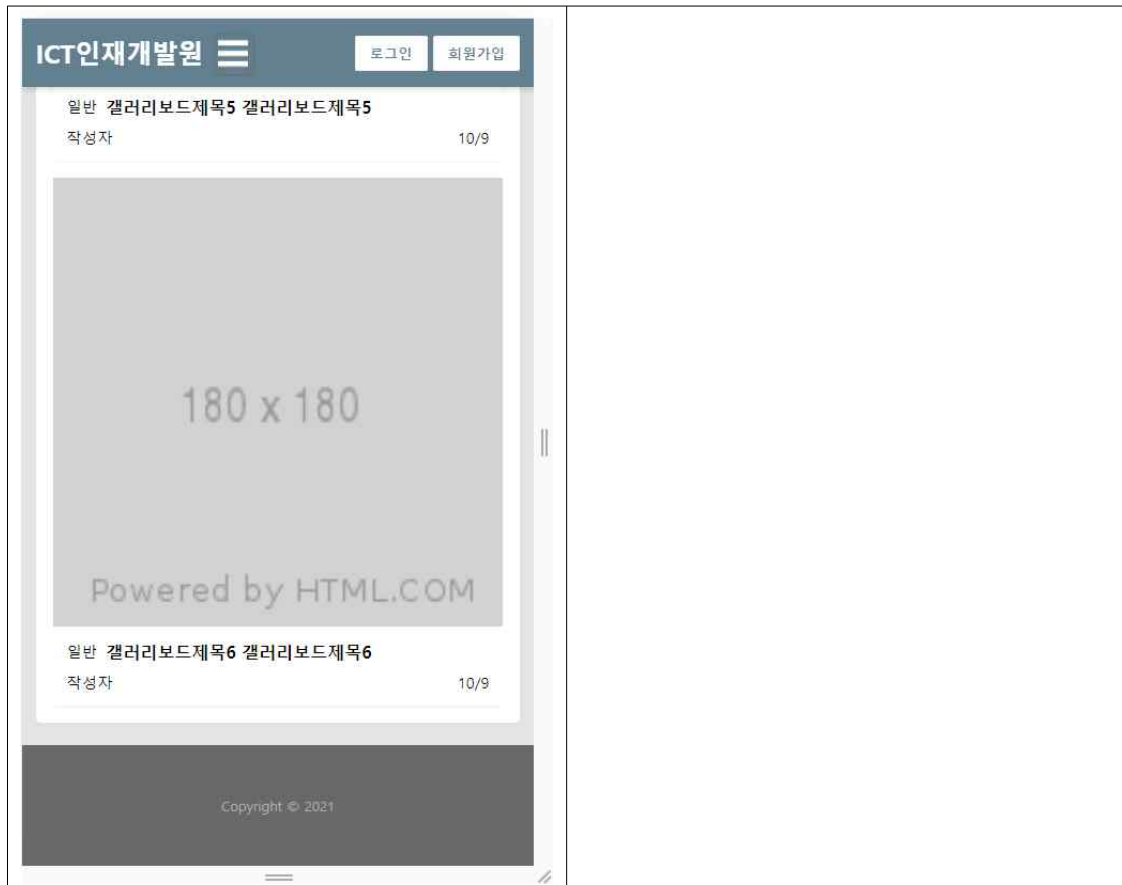 ICT인재개발원
로그인 회원가입
일반 갤러리보드제목5 갤러리보드제목5
작성자 10/9
180 x 180
Powered by HTML.COM
일반 갤러리보드제목6 갤러리보드제목6
작성자 10/9
Copyright © 2021